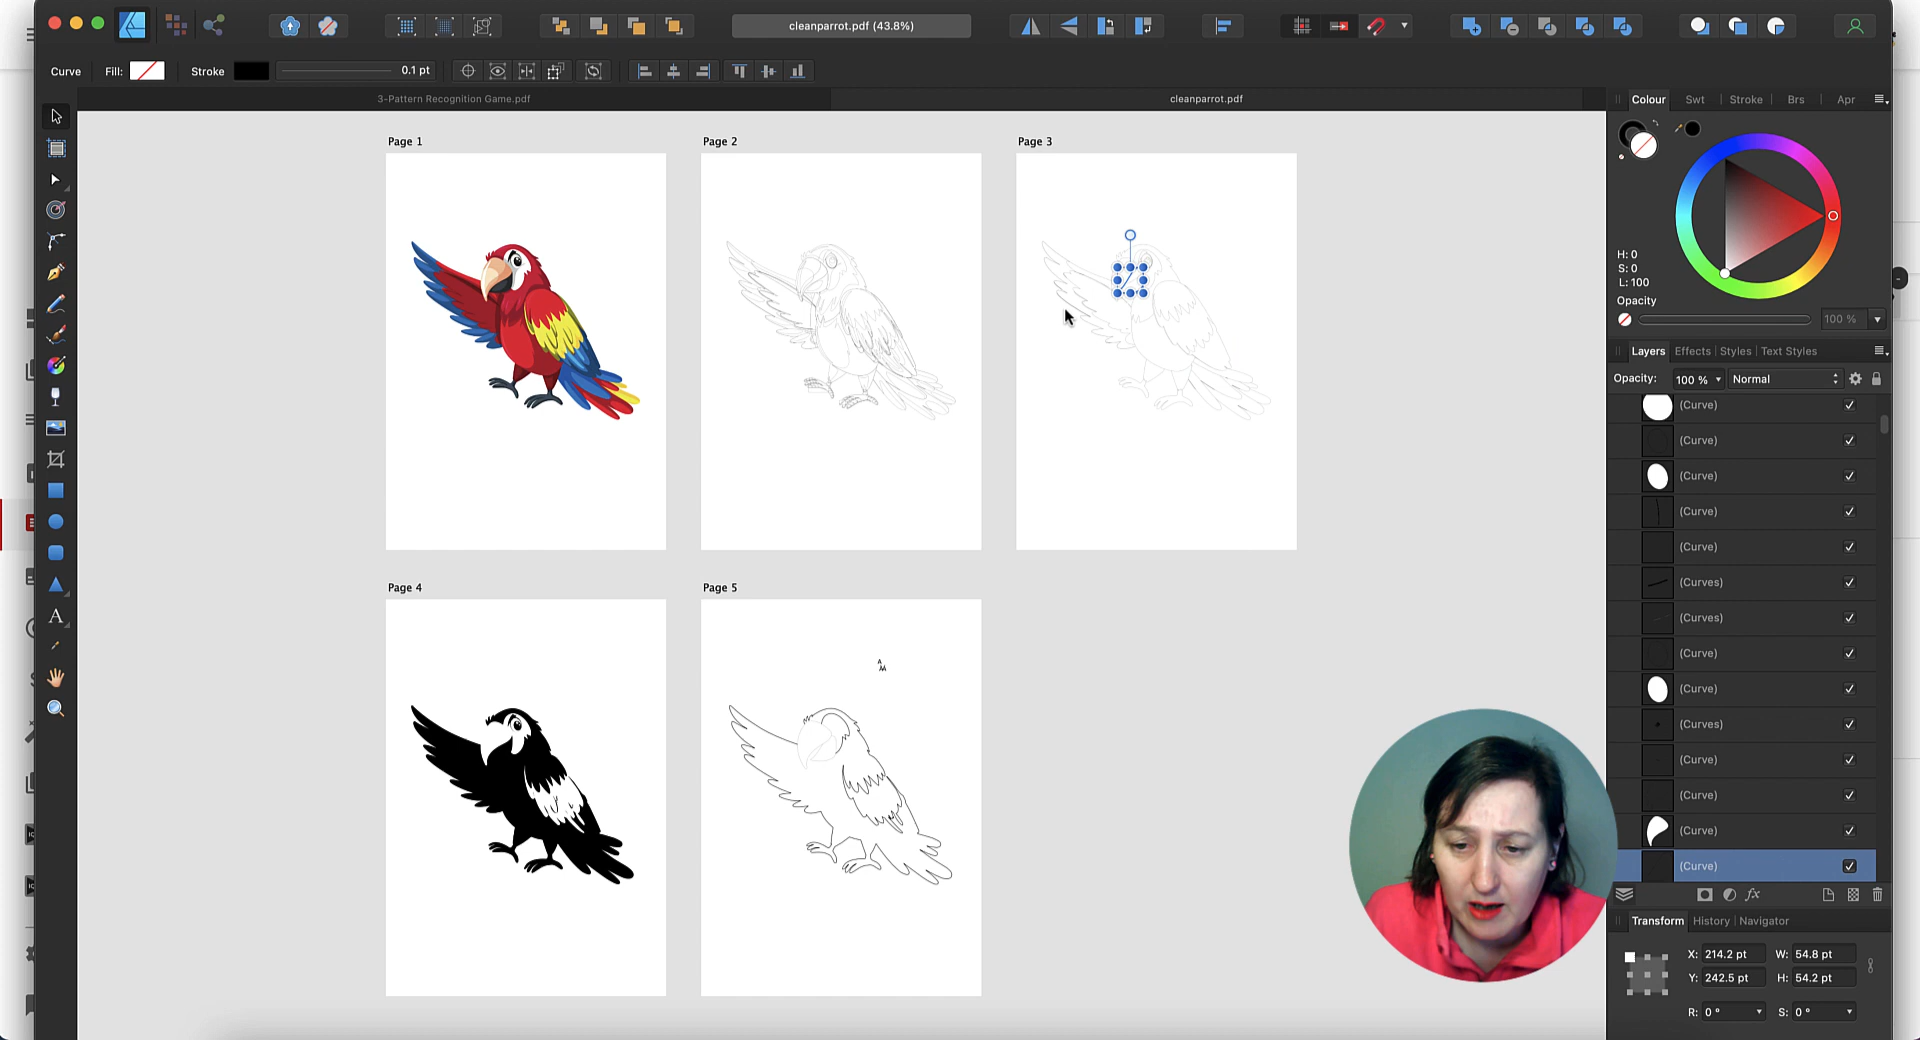 cleanparrot.pdf (43.8%)
Curve
Fill:
Stroke
0.1 pt
3-Pattern Recognition Game.pdf
cleanparrot.pdf
Page 1
Page 2
Page 3
Page 4
Page 5
Colour
Swt
Stroke
Brs
Apr
H: 0
S: 0
L: 100
Opacity
100 %
Layers
Effects
Styles
Text Styles
Opacity:
100 %
Normal
(Curve)
(Curve)
(Curve)
(Curve)
(Curve)
(Curves)
(Curves)
(Curve)
(Curve)
(Curves)
(Curve)
(Curve)
(Curve)
(Curve)
fx
Transform
History
Navigator
X: 214.2 pt W: 54.8 pt
Y: 242.5 pt H: 54.2 pt
R: 0 ° S: 0 °